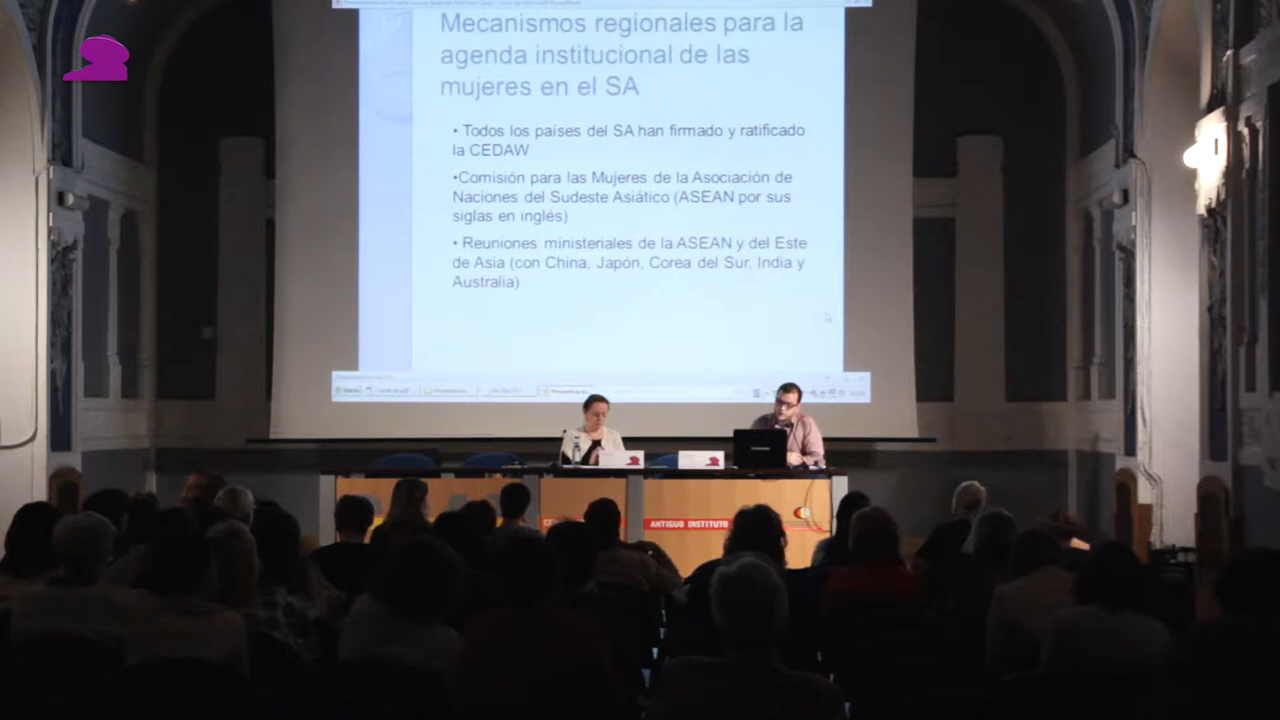 Mecanismos regionales para la
agenda institucional de las
mujeres en el SA
• Todos los países del SA han firmado y ratificado
la CEDAW
•Comisión para las Mujeres de la Asociación de
Naciones del Sudeste Asiático (ASEAN por sus
siglas en inglés)
• Reuniones ministeriales de la ASEAN y del Este
de Asia (con China, Japón, Corea del Sur, India y
Australia)
ANTIGUO INSTITUTO